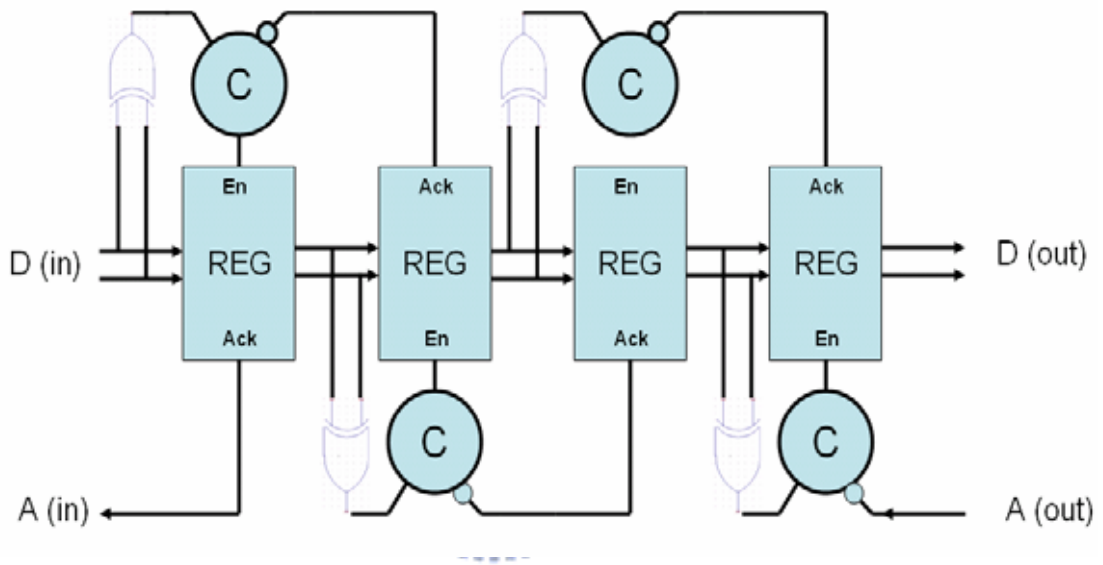 C
C
En
Ack
En
Ack
D (in)
REG
REG
REG
REG
D (out)
Ack
En
Ack
En
C
C
A (in)
A (out)